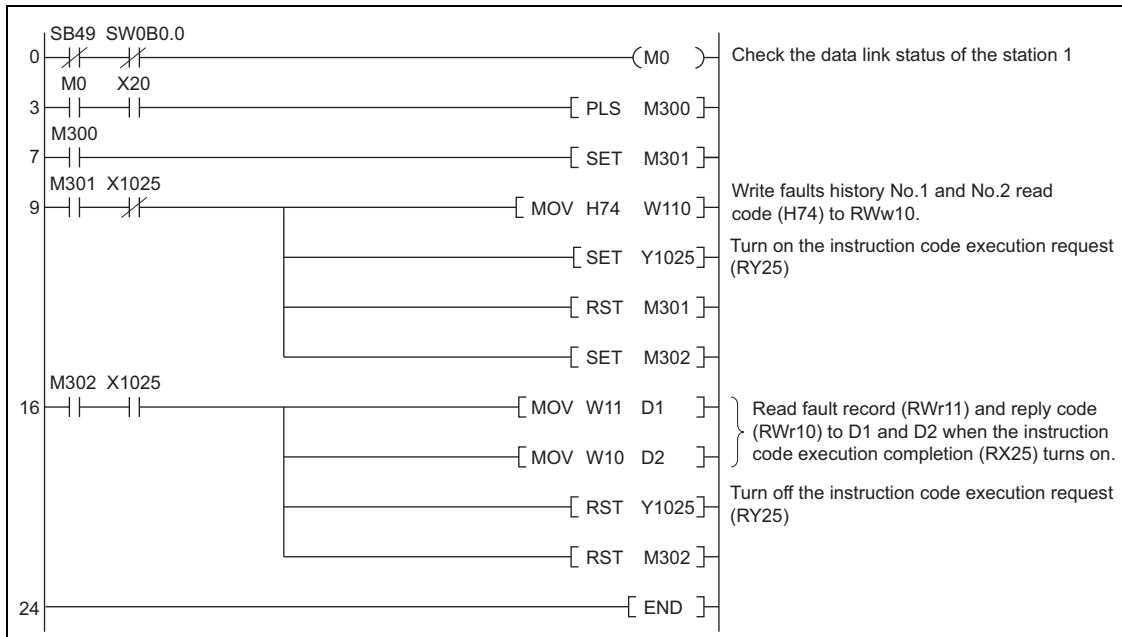 SB49 SW0B0.0
0 M0 Check the data link status of the station 1
M0 X20
3 PLS M300
M300
7 SET M301
M301 X1025
9 MOV H74 W110 Write faults history No.1 and No.2 read
code (H74) to RWw10.
SET Y1025 Turn on the instruction code execution request
(RY25)
RST M301
SET M302
M302 X1025
16 MOV W11 D1 Read fault record (RWr11) and reply code
(RWr10) to D1 and D2 when the instruction
MOV W10 D2 code execution completion (RX25) turns on.
RST Y1025 Turn off the instruction code execution request
(RY25)
RST M302
24 END